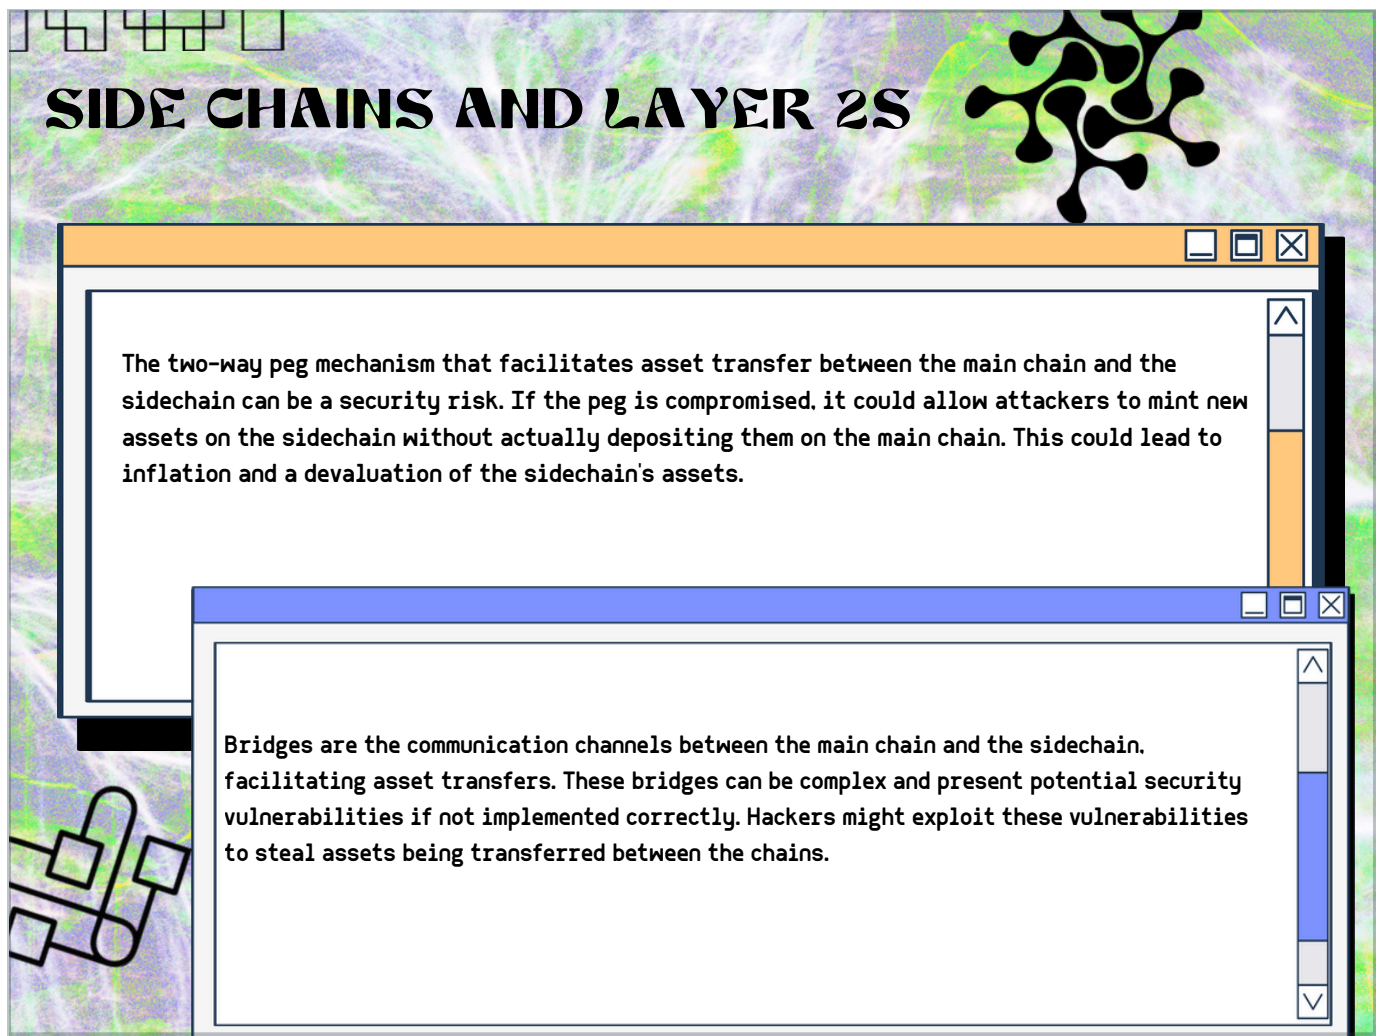 SIDE CHAINS AND LAYER 2S
The two-way peg mechanism that facilitates asset transfer between the main chain and the
sidechain can be a security risk. If the peg is compromised, it could allow attackers to mint new
assets on the sidechain without actually depositing them on the main chain. This could lead to
inflation and a devaluation of the sidechain's assets.
Bridges are the communication channels between the main chain and the sidechain,
facilitating asset transfers. These bridges can be complex and present potential security
vulnerabilities if not implemented correctly. Hackers might exploit these vulnerabilities
to steal assets being transferred between the chains.